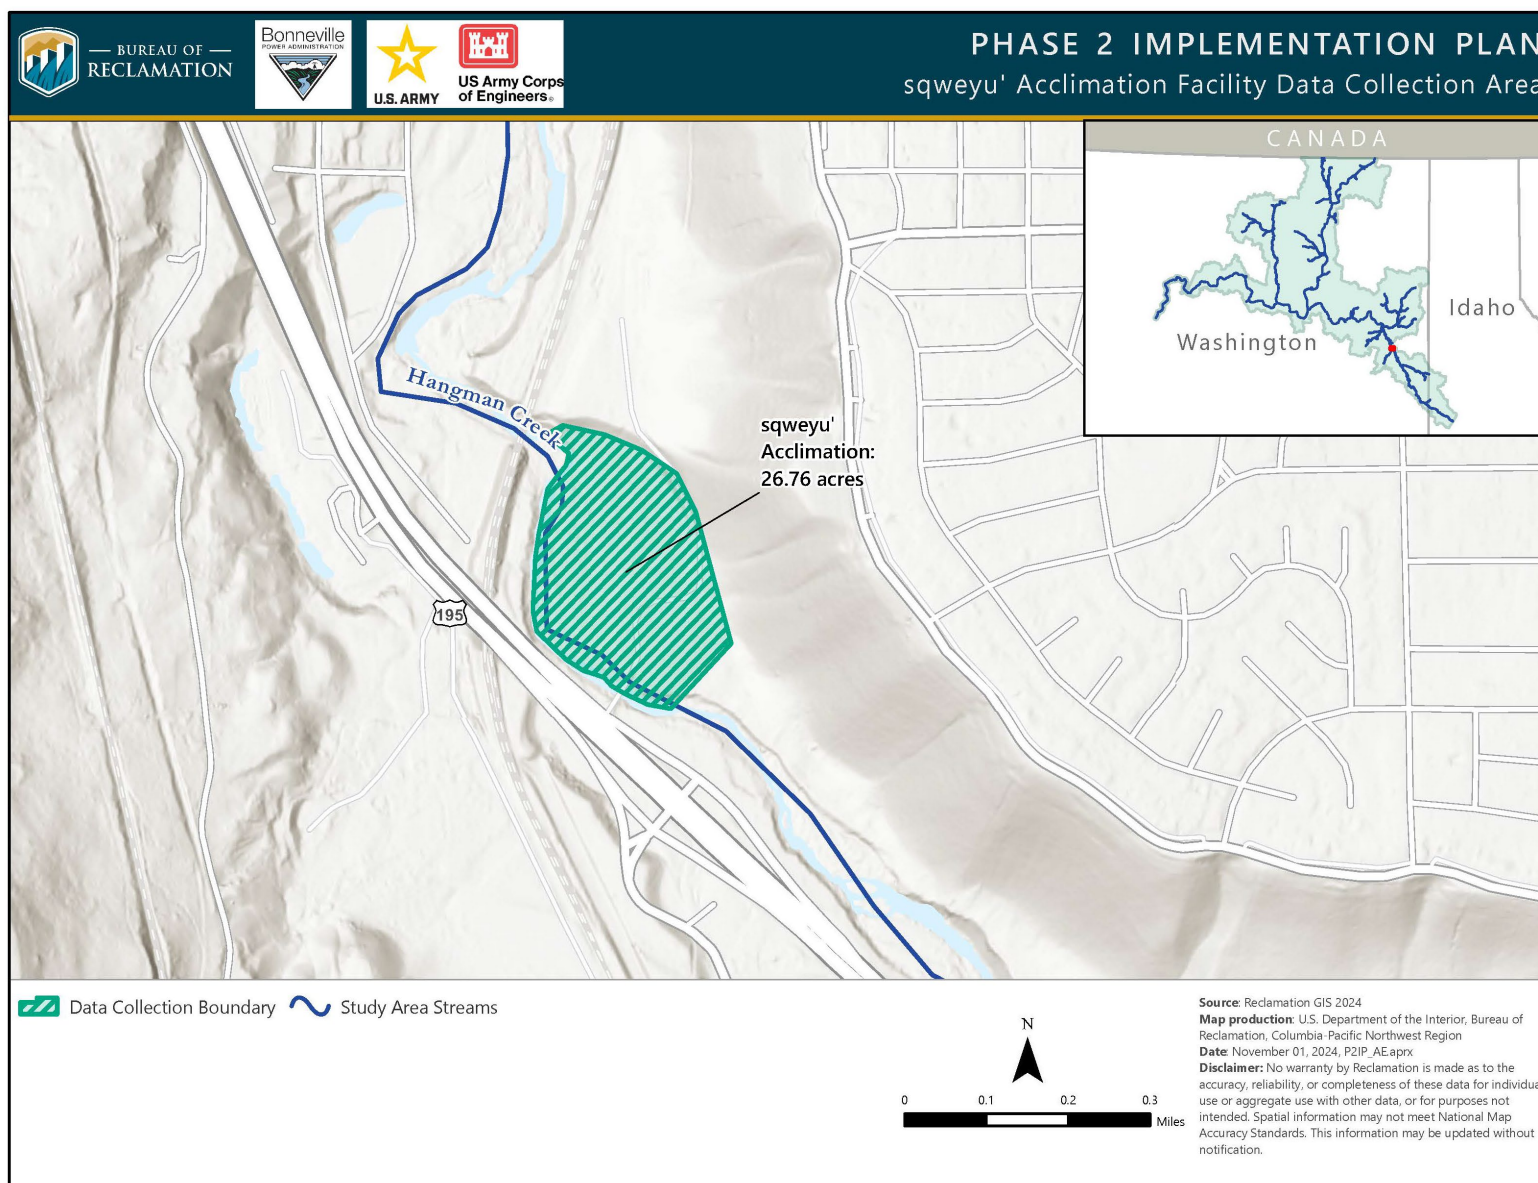 BUREAU OF
RECLAMATION
Bonneville
POWER ADMINISTRATION
U.S. ARMY
US Army Corps
of Engineers®
PHASE 2 IMPLEMENTATION PLAN
sqweyu' Acclimation Facility Data Collection Area
CANADA
Washington
Idaho
Hangman Creek
sqweyu'
Acclimation:
26.76 acres
195
Data Collection Boundary
Study Area Streams
N
0 0.1 0.2 0.3
Miles
Source: Reclamation GIS 2024
Map production: U.S. Department of the Interior, Bureau of
Reclamation, Columbia-Pacific Northwest Region
Date: November 01, 2024, P2IP_AE.aprx
Disclaimer: No warranty by Reclamation is made as to the
accuracy, reliability, or completeness of these data for individua
use or aggregate use with other data, or for purposes not
intended. Spatial information may not meet National Map
Accuracy Standards. This information may be updated without
notification.